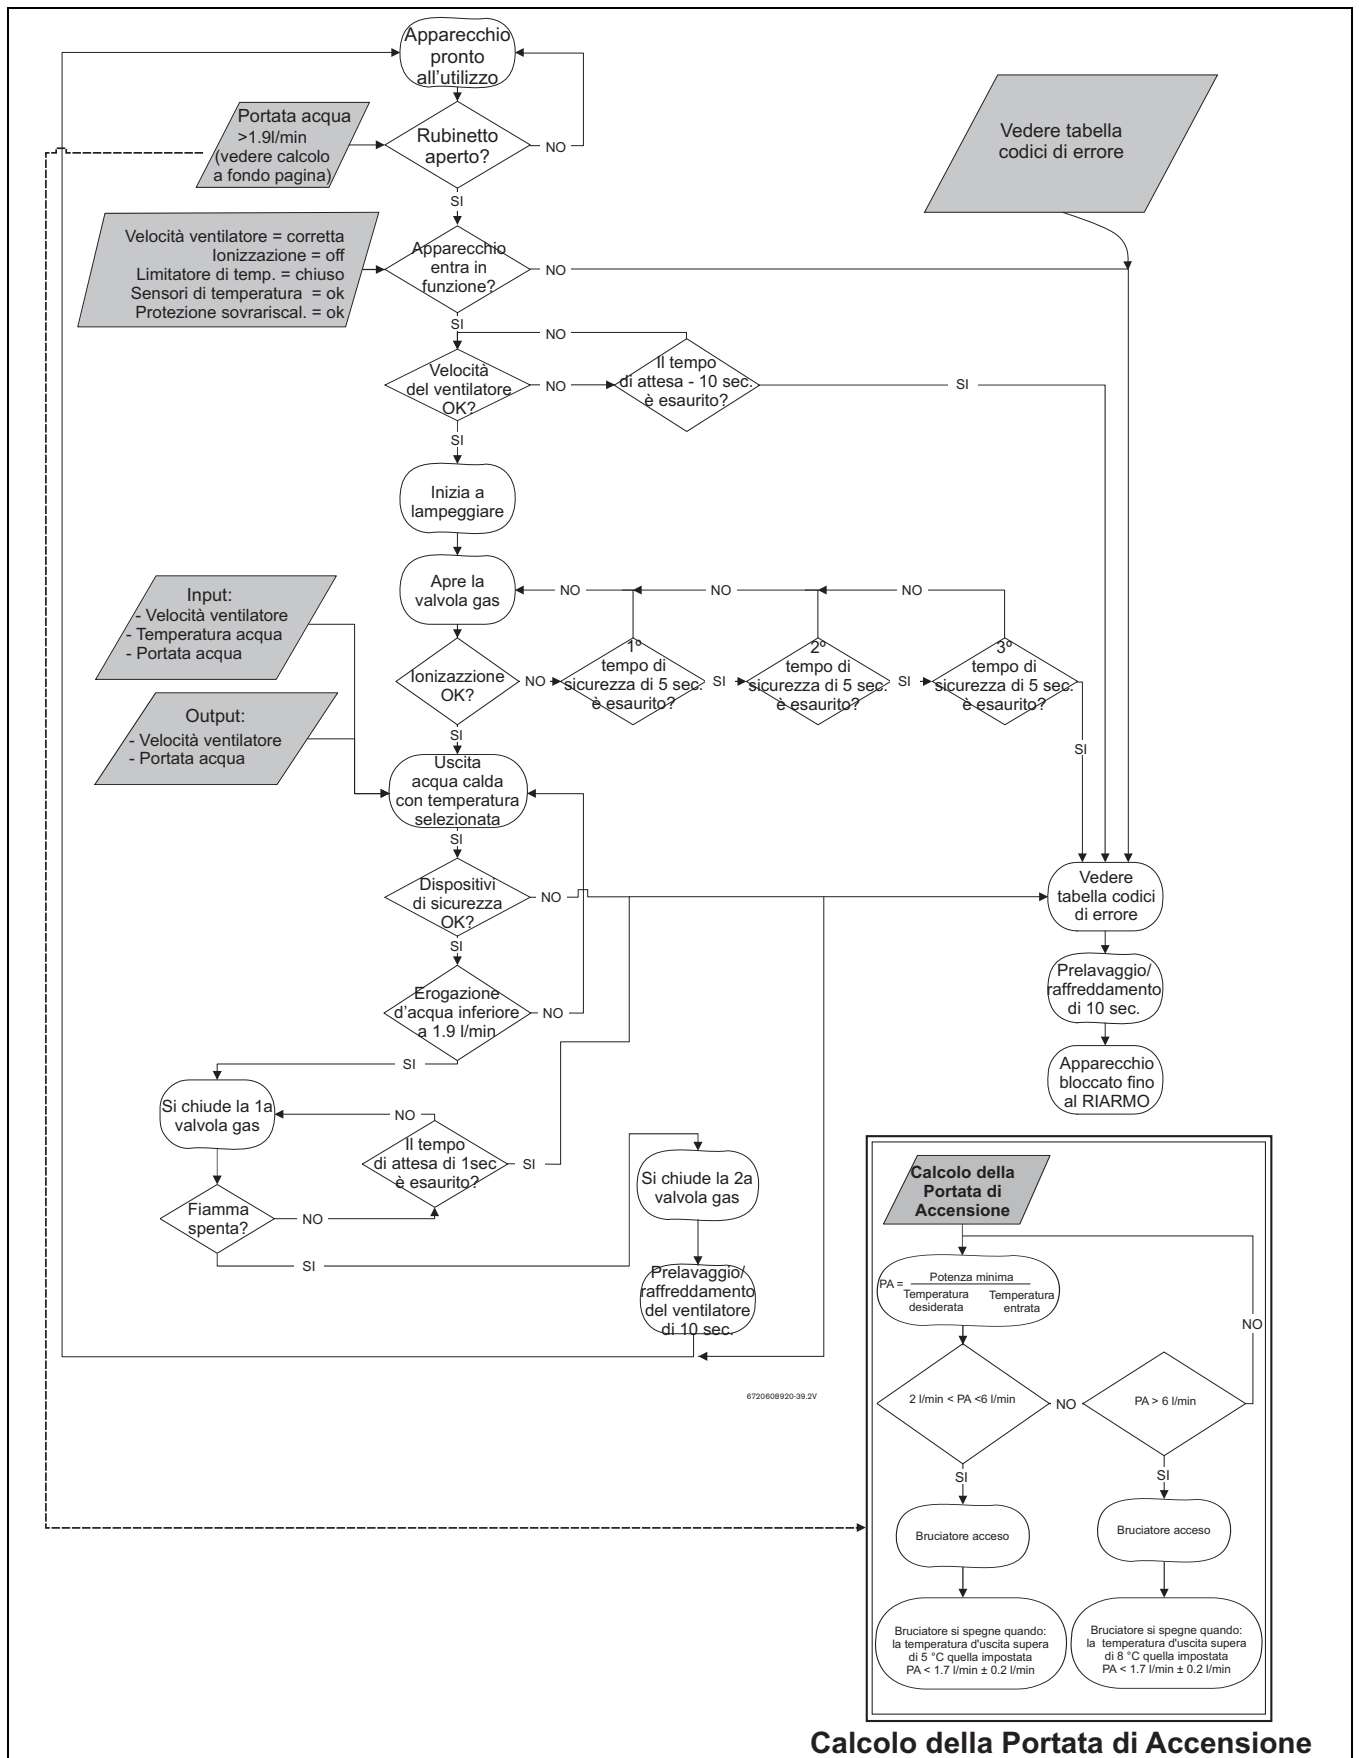 Apparecchio
pronto
all'utilizzo
Portata acqua
>1.9l/min
(vedere calcolo
a fondo pagina)
Rubinetto
aperto?
NO
SI
Vedere tabella
codici di errore
Velocità ventilatore = corretta
Ionizzazione = off
Limitatore di temp. = chiuso
Sensori di temperatura = ok
Protezione sovrariscal. = ok
Apparecchio
entra in
funzione?
NO
SI
NO
Velocità
del ventilatore
OK?
NO
Il tempo
di attesa - 10 sec.
è esaurito?
SI
SI
Inizia a
lampeggiare
Apre la
valvola gas
NO
NO
NO
Input:
- Velocità ventilatore
- Temperatura acqua
- Portata acqua
Ionizazzione
OK?
NO
1º
tempo di
sicurezza di 5 sec.
è esaurito?
SI
2º
tempo di
sicurezza di 5 sec.
è esaurito?
SI
3º
tempo di
sicurezza di 5 sec.
è esaurito?
SI
SI
Output:
- Velocità ventilatore
- Portata acqua
Uscita
acqua calda
con temperatura
selezionata
SI
Dispositivi
di sicurezza
OK?
NO
SI
Vedere
tabella codici
di errore
Erogazione
d'acqua inferiore
a 1.9 l/min
NO
SI
Prelavaggio/
raffreddamento
di 10 sec.
Apparecchio
bloccato fino
al RIARMO
Si chiude la 1a
valvola gas
NO
Il tempo
di attesa di 1sec
è esaurito?
SI
Fiamma
spenta?
NO
SI
Si chiude la 2a
valvola gas
Prelavaggio/
raffreddamento
del ventilatore
di 10 sec.
6720608920-39.2V
Calcolo della
Portata di
Accensione
PA =
Potenza minima
Temperatura
desiderata
Temperatura
entrata
NO
2 l/min < PA <6 l/min
NO
PA > 6 l/min
SI
SI
Bruciatore acceso
Bruciatore acceso
Bruciatore si spegne quando:
la temperatura d'uscita supera
di 5 °C quella impostata
PA < 1.7 l/min ± 0.2 l/min
Bruciatore si spegne quando:
la temperatura d'uscita supera
di 8 °C quella impostata
PA < 1.7 l/min ± 0.2 l/min
Calcolo della Portata di Accensione